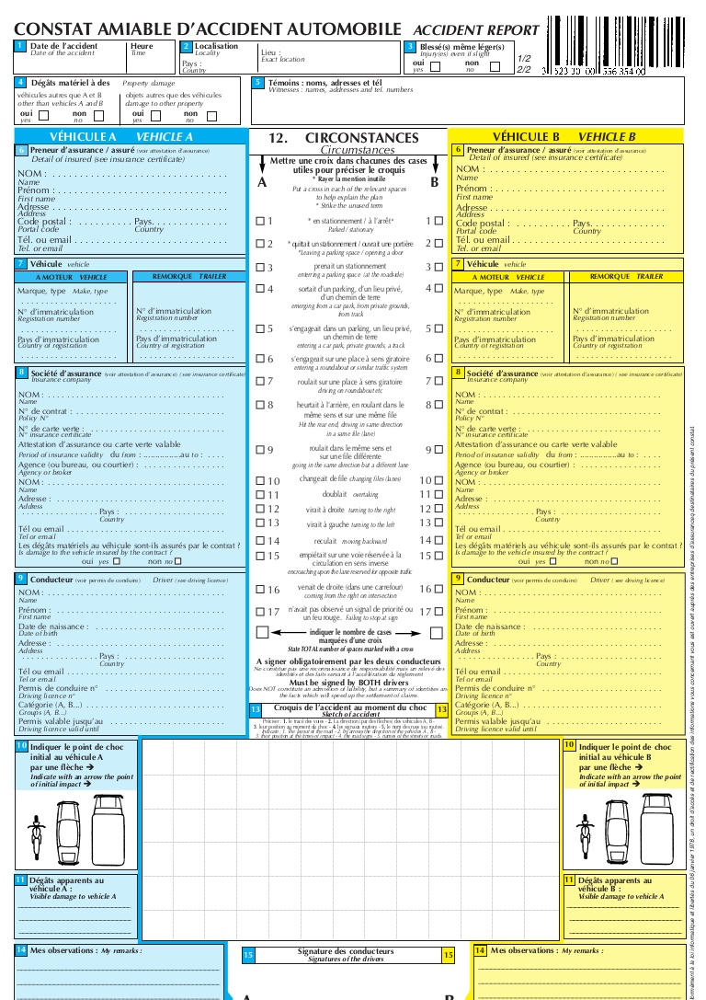 CONSTAT AMIABLE D'ACCIDENT AUTOMOBILE ACCIDENT REPORT
1 Date de l'accident Heure
Date of the accident Time
2 Localisation
Locality
Pays :
Country
Lieu :
Exact location
3 Blessé(s) même léger(s)
Injury(ies) even if slight
oui non
yes no
1/2
2/2
4 Dégâts matériel à des Property damage
véhicules autres que A et B objets autres que des véhicules
other than vehicles A and B damage to other property
oui non oui non
yes no yes no
5 Témoins : noms, adresses et tél
Witnesses : names, addresses and tel. numbers
VÉHICULE A VEHICLE A
6 Preneur d'assurance / assuré (voir attestation d'assurance)
Detail of insured (see insurance certificate)
NOM :
Name
Prénom :
First name
Adresse
Address
Code postal : Pays.
Portal code Country
Tél. ou email
Tel. or email
7 Véhicule vehicle
A MOTEUR VEHICLE REMORQUE TRAILER
Marque, type Make, type
N° d'immatriculation N° d'immatriculation
Registration number Registration number
Pays d'immatriculation Pays d'immatriculation
Country of registration Country of registration
8 Société d'assurance (voir attestation d'assurance) (see insurance certificate)
Insurance company
NOM :
Name
N° de contrat :
Policy N°
N° de carte verte :
N° insurance certificate
Attestation d'assurance ou carte verte valable
Period of insurance validity du from : ...............au to : . . . .
Agence (ou bureau, ou courtier) :
Agency or broker
NOM :
Name
Adresse :
Address
Pays :
Country
Tél ou email
Tel or email
Les dégâts matériels au véhicule sont-ils assurés par le contrat ?
Is damage to the vehicle insured by the contract ?
oui yes non no
9 Conducteur (voir permis de conduire) Driver (see driving licence)
NOM :
Name
Prénom :
First name
Date de naissance :
Date of birth
Adresse :
Address
Pays :
Country
Tél ou email
Tel or email
Permis de conduire n° :
Driving licence n°
Catégorie (A, B...)
Groups (A, B...)
Permis valable jusqu'au
Driving licence valid until
12. CIRCONSTANCES
Circumstances
Mettre une croix dans chacunes des cases
utiles pour préciser le croquis
* Rayer la mention inutile
A B
Put a cross in each of the relevant spaces
to help explain the plan
* Strike the unused term
1 * en stationnement / à l'arrêt* 1
Parked / stationary
2 * quittait un stationnement / ouvrait une portière 2
*Leaving a parking space / opening a door
3 prenait un stationnement 3
entering a parking space (at the roadside)
4 sortait d'un parking, d'un lieu privé, 4
d'un chemin de terre
emerging from a car park, from private grounds,
from track
5 s'engageait dans un parking, un lieu privé, 5
un chemin de terre
entering a car park, private grounds, a track
6 s'engageait sur une place à sens giratoire 6
entering a roundabout or similar traffic system
7 roulait sur une place à sens giratoire 7
driving on roundabout etc
8 heurtait à l'arrière, en roulant dans le 8
même sens et sur une même file
Hit the rear end, driving in same direction
in a same file (lane)
9 roulait dans le même sens et 9
sur une file différente
going in the same direction but a different lane
10 changeait de file changing files (lanes) 10
11 doublait overtaking 11
12 virait à droite turning to the right 12
13 virait à gauche turning to the left 13
14 reculait moving backward 14
15 empiétait sur une voie réservée à la 15
circulation en sens inverse
encroaching upon the lane reserved for opposite traffic
16 venait de droite (dans une carrefour) 16
coming from the right on intersection
17 n'avait pas observé un signal de priorité ou 17
un feu rouge. Failing to stop at sign
indiquer le nombre de cases
marquées d'une croix
State TOTAL number of spaces marked with a cross
A signer obligatoirement par les deux conducteurs
Ne constitue pas une reconnaissance de responsabilité mais un relevé des
identités et des faits servant à l'accélération du règlement
Must be signed by BOTH drivers
Does NOT constitute an admission of liability, but a summary of identities and
the facts which will speed up the settlement of claims.
13 Croquis de l'accident au moment du choc 13
Sketch of accident
VÉHICULE B VEHICLE B
6 Preneur d'assurance / assuré (voir attestation d'assurance)
Detail of insured (see insurance certificate)
NOM :
Name
Prénom :
First name
Adresse
Address
Code postal : Pays.
Portal code Country
Tél. ou email
Tel. or email
7 Véhicule vehicle
A MOTEUR VEHICLE REMORQUE TRAILER
Marque, type Make, type
N° d'immatriculation N° d'immatriculation
Registration number Registration number
Pays d'immatriculation Pays d'immatriculation
Country of registration Country of registration
8 Société d'assurance (voir attestation d'assurance) (see insurance certificate)
Insurance company
NOM :
Name
N° de contrat :
Policy N°
N° de carte verte :
N° insurance certificate
Attestation d'assurance ou carte verte valable
Period of insurance validity du from : ...............au to : . . . .
Agence (ou bureau, ou courtier) :
Agency or broker
NOM :
Name
Adresse :
Address
Pays :
Country
Tél ou email
Tel or email
Les dégâts matériels au véhicule sont-ils assurés par le contrat ?
Is damage to the vehicle insured by the contract ?
oui yes non no
9 Conducteur (voir permis de conduire) Driver (see driving licence)
NOM :
Name
Prénom :
First name
Date de naissance :
Date of birth
Adresse :
Address
Pays :
Country
Tél ou email
Tel or email
Permis de conduire n° :
Driving licence n°
Catégorie (A, B...)
Groups (A, B...)
Permis valable jusqu'au
Driving licence valid until
10 Indiquer le point de choc
initial au véhicule A
par une flèche ➔
Indicate with an arrow the point
of initial impact ➔
11 Dégâts apparents au
véhicule A :
Visible damage to vehicle A
10 Indiquer le point de choc
initial au véhicule B
par une flèche ➔
Indicate with an arrow the point
of initial impact ➔
11 Dégâts apparents au
véhicule B :
Visible damage to vehicle A
14 Mes observations : My remarks :
15 Signature des conducteurs 15
Signatures of the drivers
A B
14 Mes observations : My remarks :